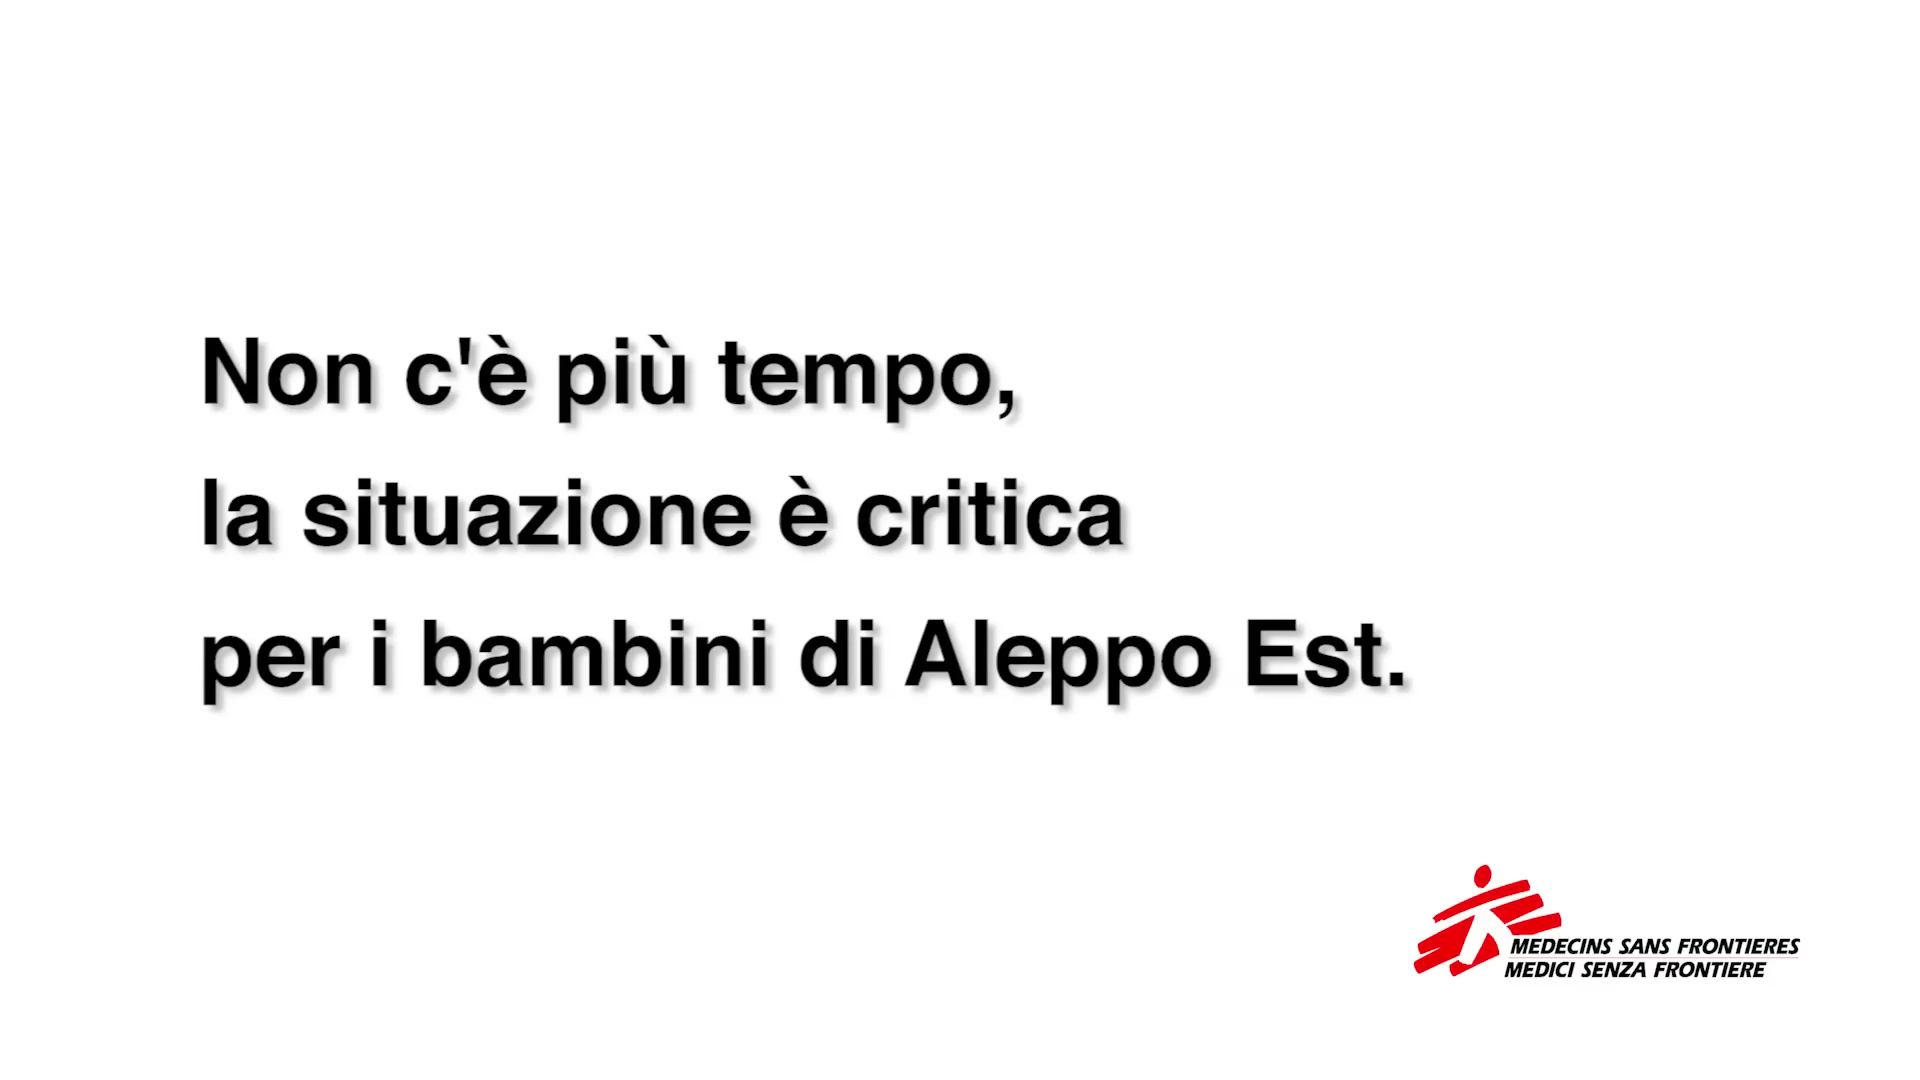 Non c'è più tempo,
la situazione è critica
per i bambini di Aleppo Est.
MEDECINS SANS FRONTIERES
MEDICI SENZA FRONTIERE